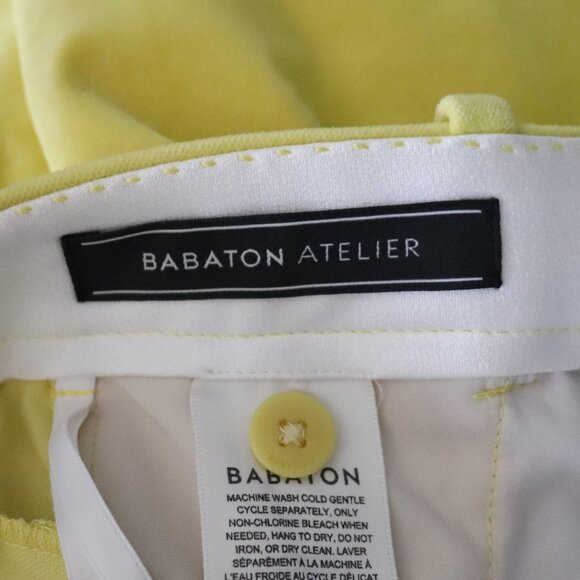 BABATON ATELIER
BABATON
MACHINE WASH COLD GENTLE
CYCLE SEPARATELY, ONLY
NON-CHLORINE BLEACH WHEN
NEEDED, HANG TO DRY, DO NOT
IRON, OR DRY CLEAN. LAVER
SÉPARÉMENT À LA MACHINE À
L'EAU FROIDE AU CYCLE DÉLICAT